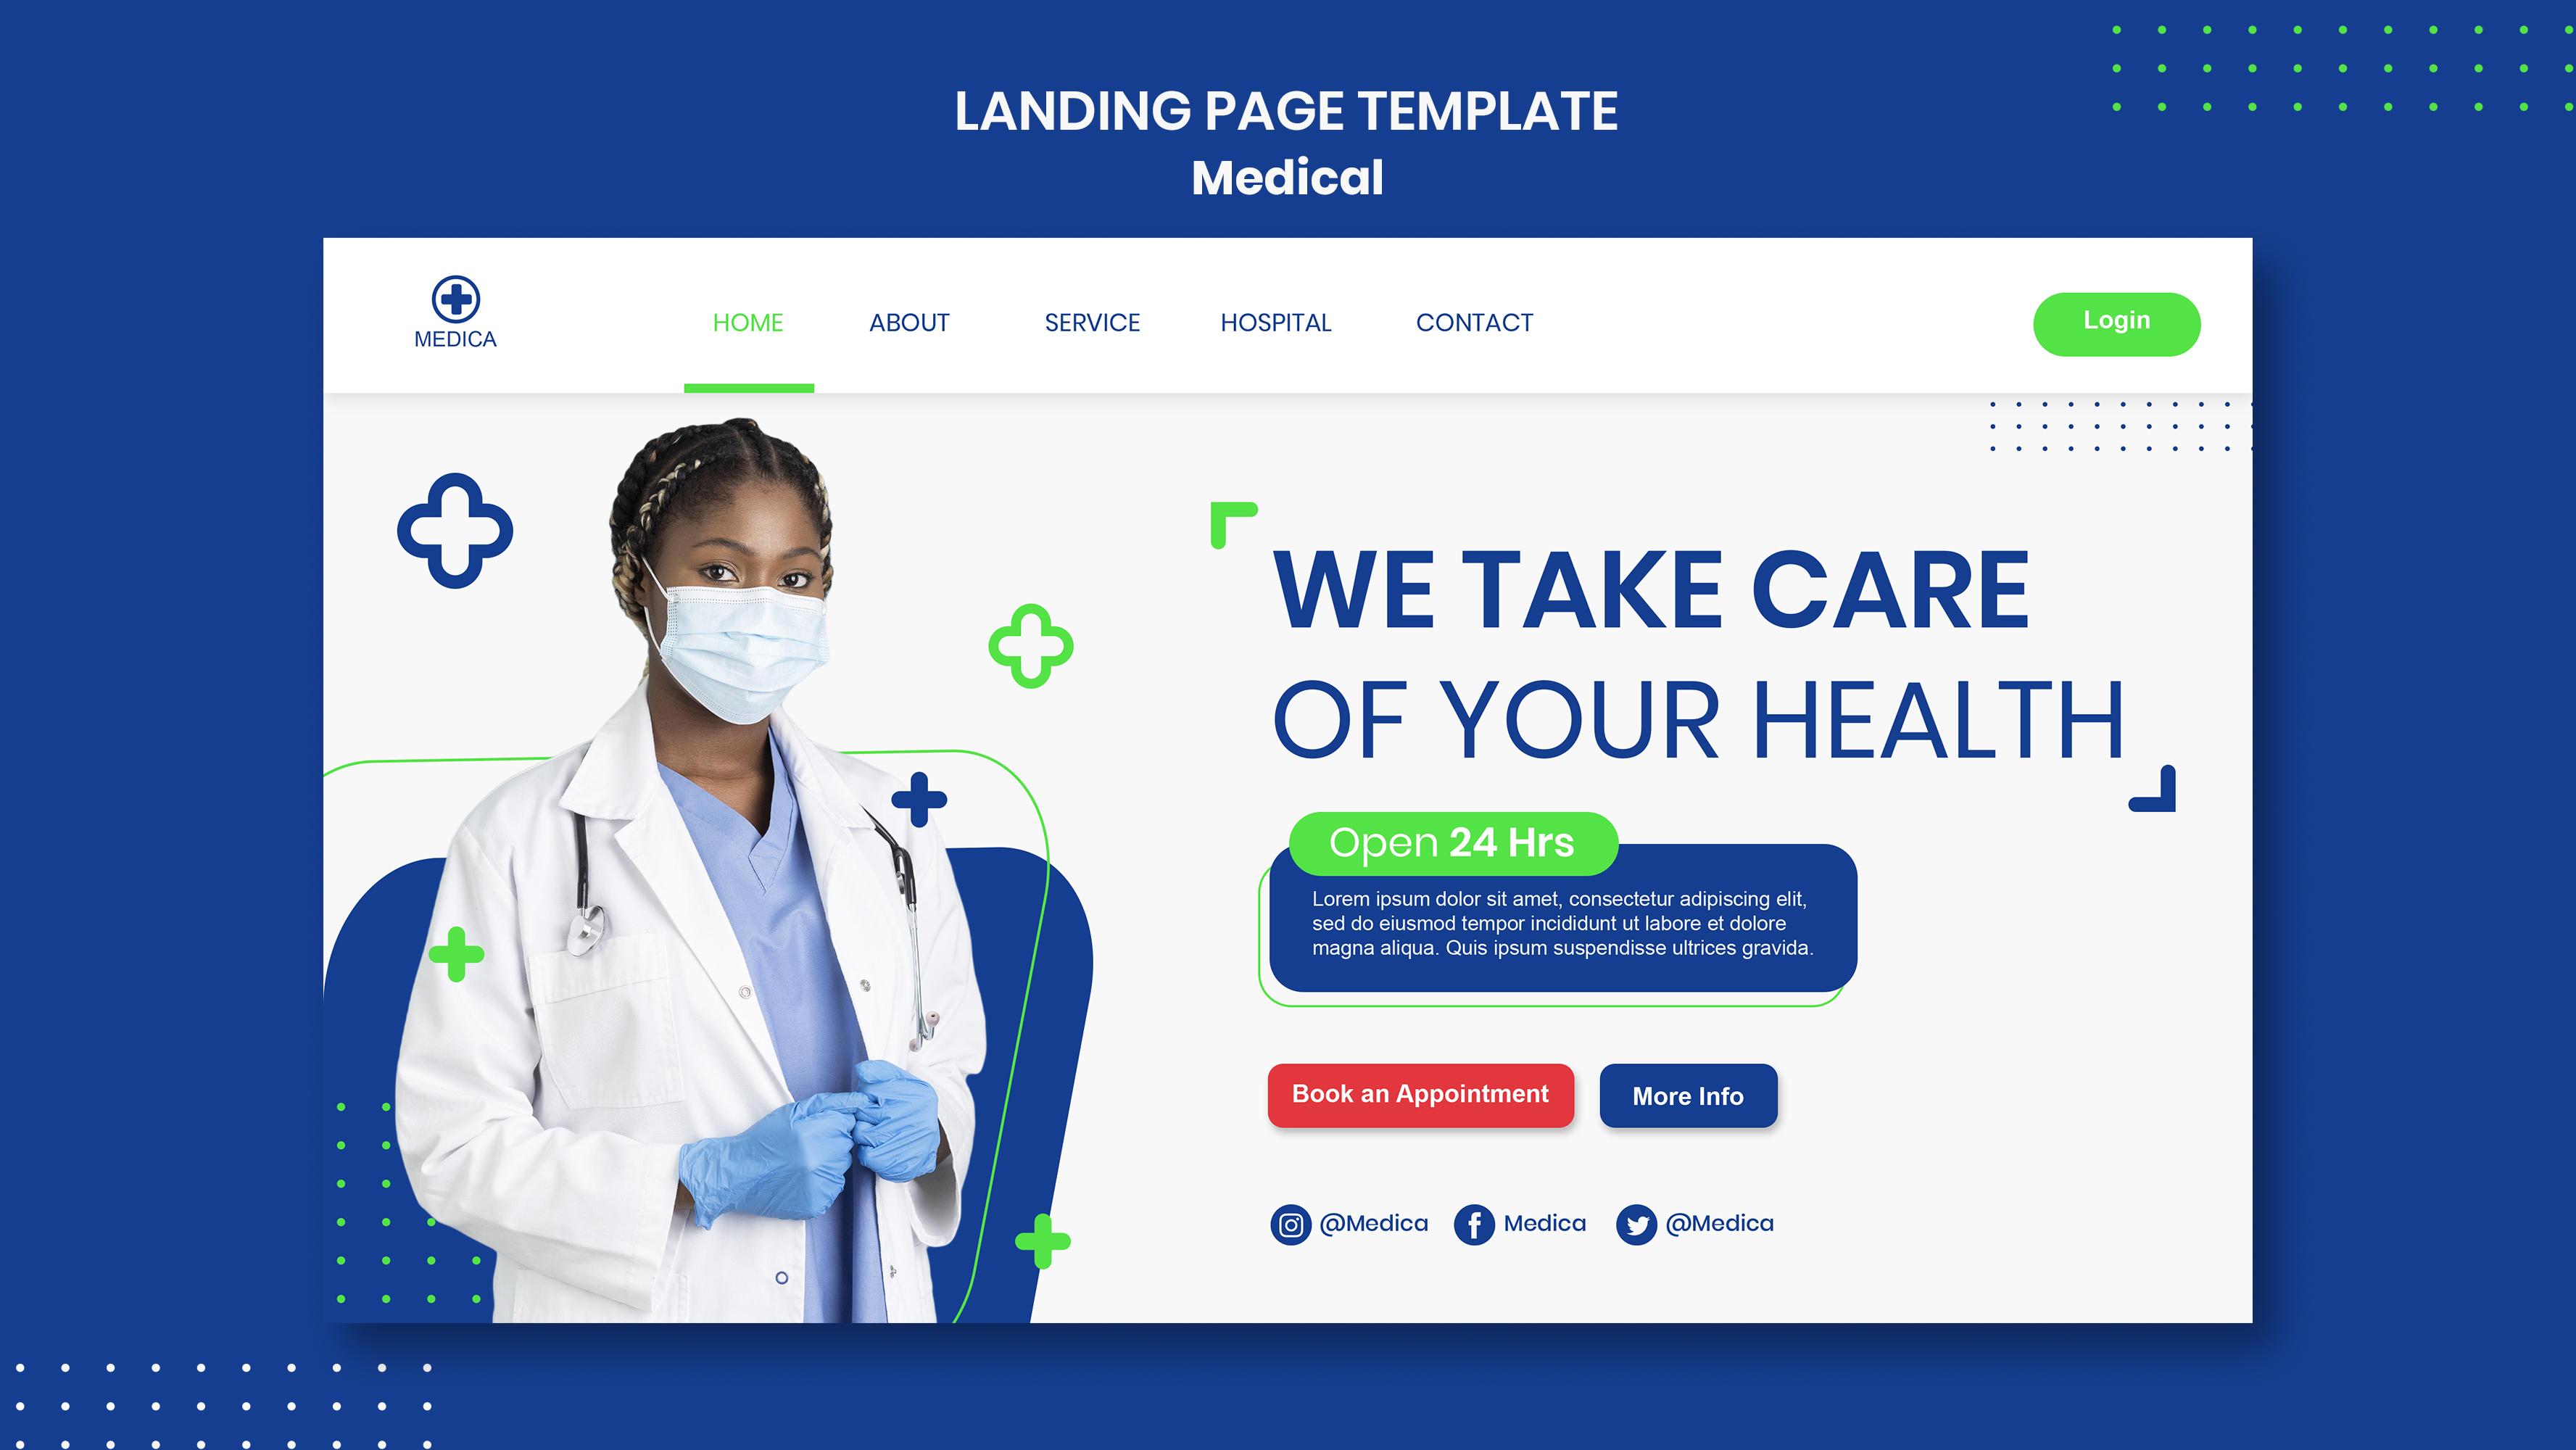 LANDING PAGE TEMPLATE
Medical
MEDICA
HOME
ABOUT
SERVICE
HOSPITAL
CONTACT
Login
WE TAKE CARE
OF YOUR HEALTH
Open 24 Hrs
Lorem ipsum dolor sit amet, consectetur adipiscing elit,
sed do eiusmod tempor incididunt ut labore et dolore
magna aliqua. Quis ipsum suspendisse ultrices gravida.
Book an Appointment
More Info
@Medica
Medica
@Medica